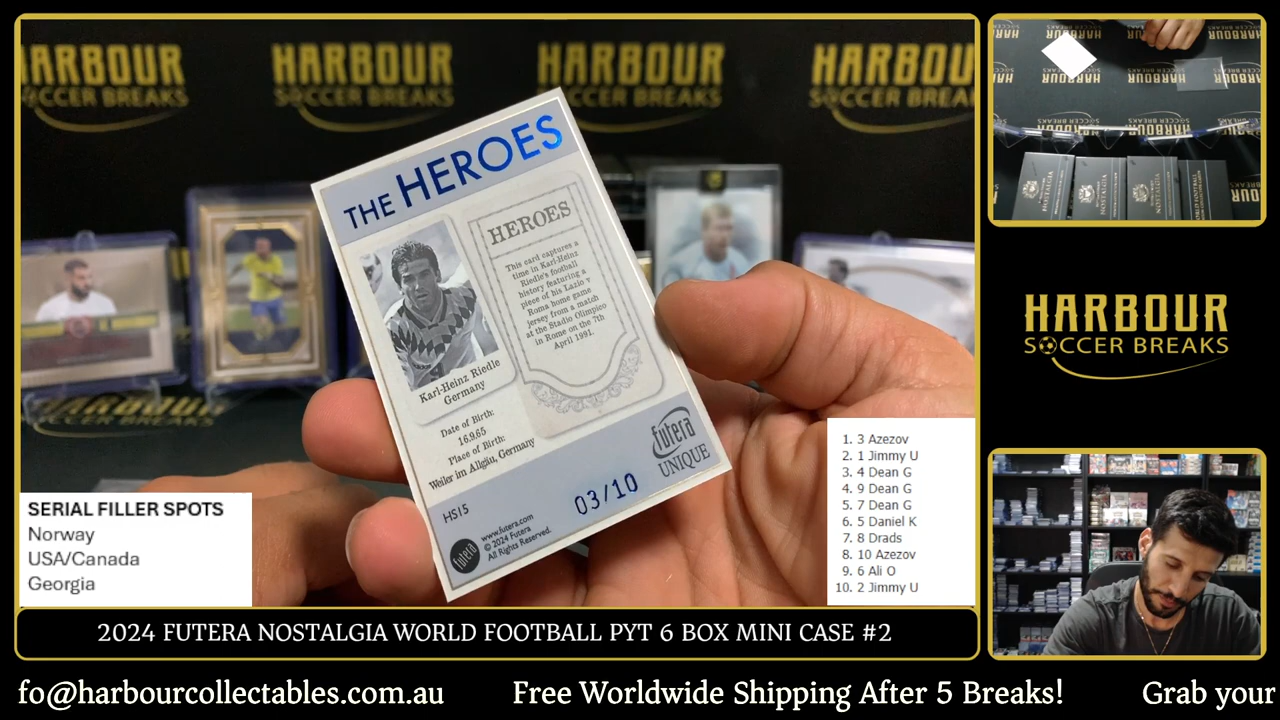 HARBOUR
SOCCER BREAKS
HARBOUR
SOCCER BREAKS
HARBOUR
SOCCER BREAKS
HARBOUR
SOCCER BREAKS
THE HEROES
HEROES
This card captures a
time in Karl-Heinz
Riedle's football
history featuring a
piece of his Lazio v
Roma home game
jersey from a match
at the Stadio Olimpico
in Rome on the 7th
April 1991.
Karl-Heinz Riedle
Germany
Date of Birth:
16.9.65
Place of Birth:
Weiler im Allgäu, Germany
futera
UNIQUE
HS15
03/10
futera
www.futera.com
© 2024 Futera
All Rights Reserved.
SERIAL FILLER SPOTS
Norway
USA/Canada
Georgia
1. 3 Azezov
2. 1 Jimmy U
3. 4 Dean G
4. 9 Dean G
5. 7 Dean G
6. 5 Daniel K
7. 8 Drads
8. 10 Azezov
9. 6 Ali O
10. 2 Jimmy U
HARBOUR
SOCCER BREAKS
2024 FUTERA NOSTALGIA WORLD FOOTBALL PYT 6 BOX MINI CASE #2
fo@harbourcollectables.com.au Free Worldwide Shipping After 5 Breaks! Grab your